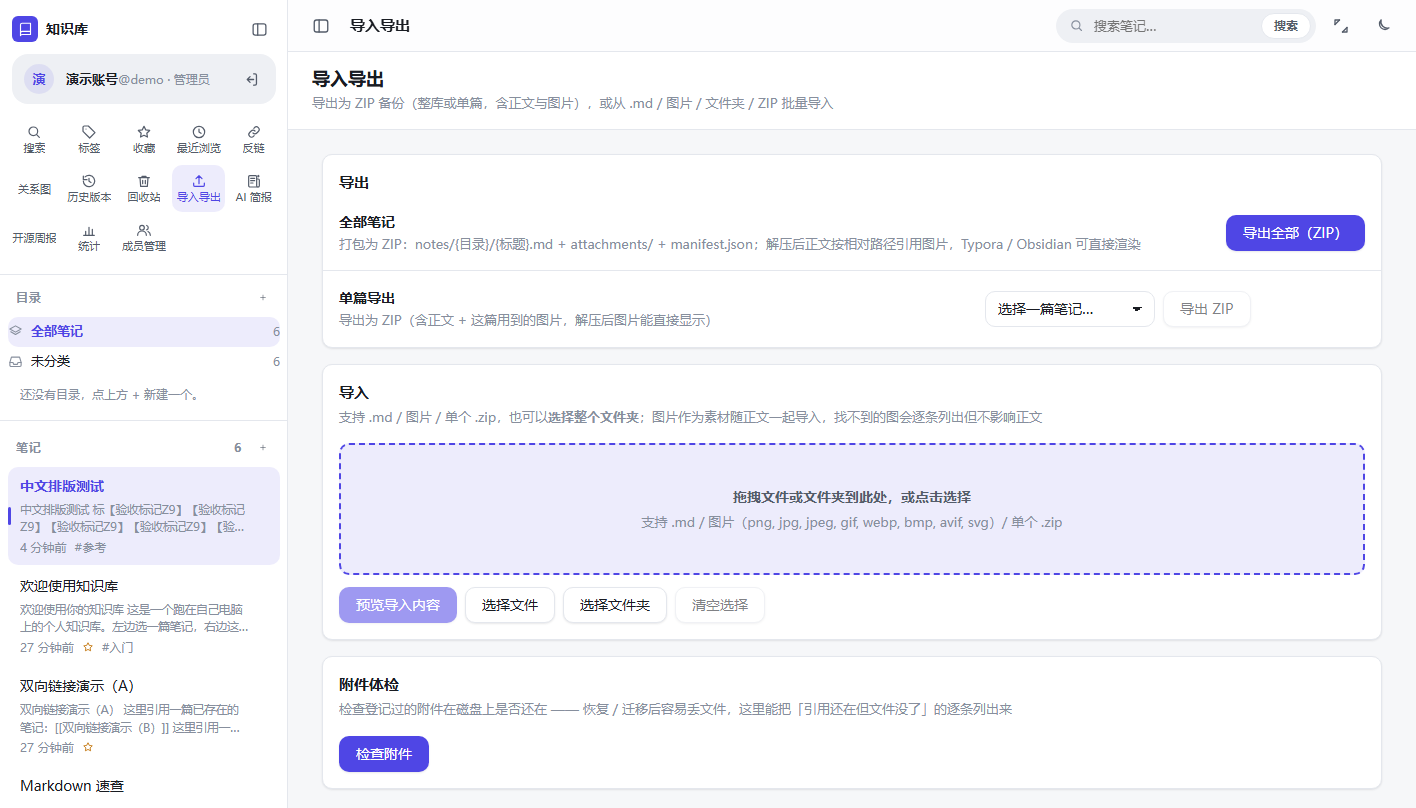 知识库
演 演示账号@demo · 管理员
搜索 标签 收藏 最近浏览 反链
关系图 历史版本 回收站 导入导出 AI 简报
开源周报 统计 成员管理
目录 +
全部笔记 6
未分类 6
还没有目录，点上方 + 新建一个。
笔记 6 +
中文排版测试
中文排版测试 标【验收标记Z9】【验收标记
Z9】【验收标记Z9】【验收标记Z9】【验...
4 分钟前 #参考
欢迎使用知识库
欢迎使用你的知识库 这是一个跑在自己电脑
上的个人知识库。左边选一篇笔记，右边这...
27 分钟前 #入门
双向链接演示（A）
双向链接演示（A） 这里引用一篇已存在的
笔记：[[双向链接演示（B）]] 这里引用一...
27 分钟前
Markdown 速查
导入导出 搜索笔记... 搜索
导入导出
导出为 ZIP 备份（整库或单篇，含正文与图片），或从 .md / 图片 / 文件夹 / ZIP 批量导入
导出
全部笔记
打包为 ZIP：notes/{目录}/{标题}.md + attachments/ + manifest.json；解压后正文按相对路径引用图片，Typora / Obsidian 可直接渲染
导出全部（ZIP）
单篇导出
导出为 ZIP（含正文 + 这篇用到的图片，解压后图片能直接显示）
选择一篇笔记... 导出 ZIP
导入
支持 .md / 图片 / 单个 .zip，也可以选择整个文件夹；图片作为素材随正文一起导入，找不到的图会逐条列出但不影响正文
拖拽文件或文件夹到此处，或点击选择
支持 .md / 图片（png, jpg, jpeg, gif, webp, bmp, avif, svg）/ 单个 .zip
预览导入内容 选择文件 选择文件夹 清空选择
附件体检
检查登记过的附件在磁盘上是否还在 —— 恢复 / 迁移后容易丢文件，这里能把「引用还在但文件没了」的逐条列出来
检查附件